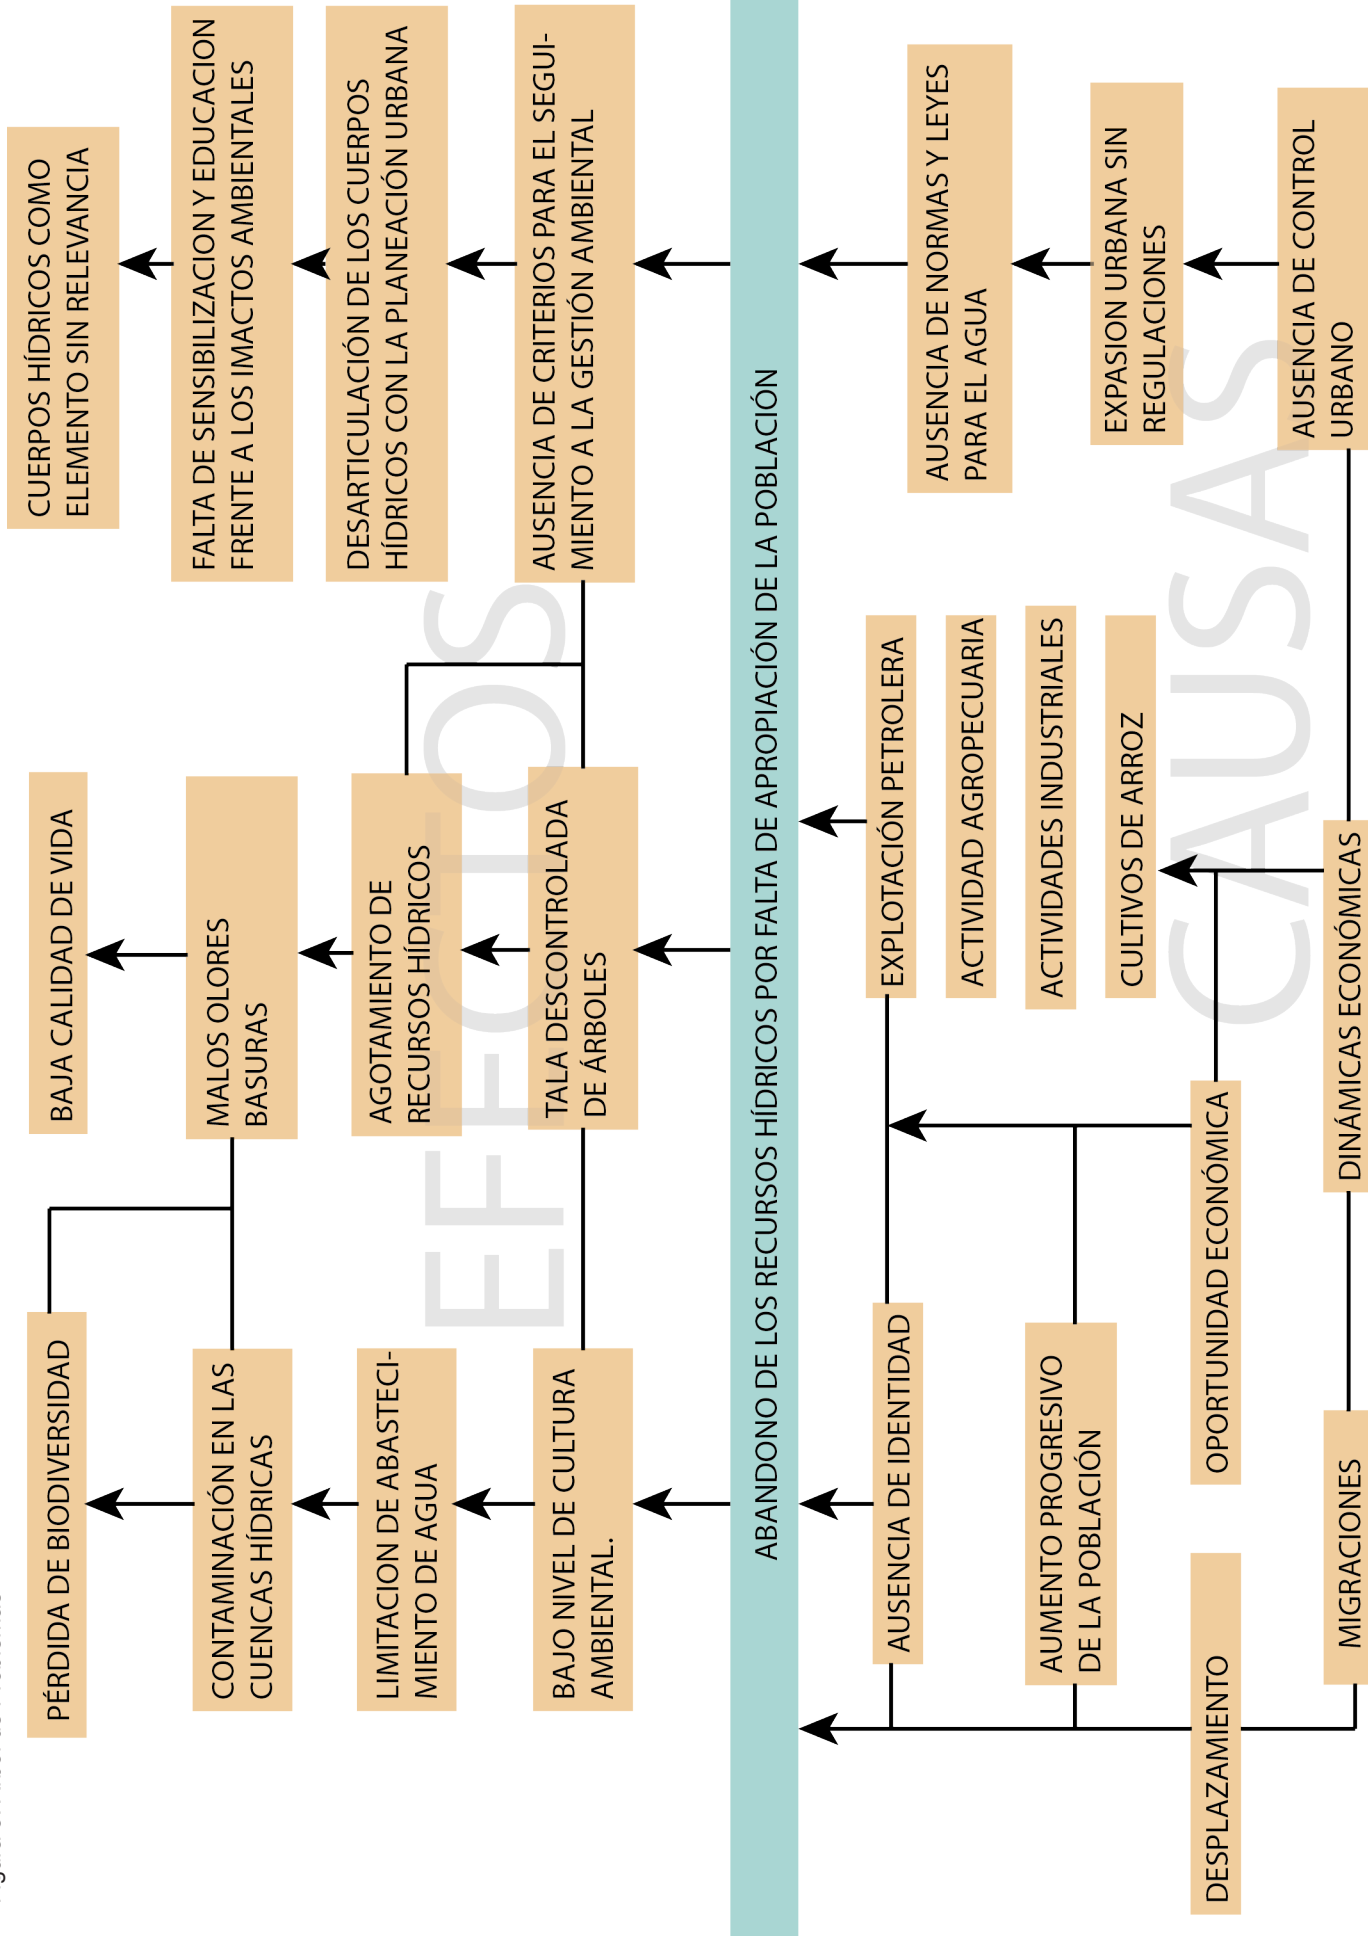 PÉRDIDA DE BIODIVERSIDAD
BAJA CALIDAD DE VIDA
CUERPOS HÍDRICOS COMO
ELEMENTO SIN RELEVANCIA
CONTAMINACIÓN EN LAS
CUENCAS HÍDRICAS
MALOS OLORES
BASURAS
FALTA DE SENSIBILIZACION Y EDUCACION
FRENTE A LOS IMACTOS AMBIENTALES
LIMITACION DE ABASTECI-
MIENTO DE AGUA
AGOTAMIENTO DE
RECURSOS HÍDRICOS
DESARTICULACIÓN DE LOS CUERPOS
HÍDRICOS CON LA PLANEACIÓN URBANA
EFECTOS
BAJO NIVEL DE CULTURA
AMBIENTAL.
TALA DESCONTROLADA
DE ÁRBOLES
AUSENCIA DE CRITERIOS PARA EL SEGUI-
MIENTO A LA GESTIÓN AMBIENTAL
ABANDONO DE LOS RECURSOS HÍDRICOS POR FALTA DE APROPIACIÓN DE LA POBLACIÓN
AUSENCIA DE IDENTIDAD
EXPLOTACIÓN PETROLERA
AUSENCIA DE NORMAS Y LEYES
PARA EL AGUA
ACTIVIDAD AGROPECUARIA
AUMENTO PROGRESIVO
DE LA POBLACIÓN
ACTIVIDADES INDUSTRIALES
CULTIVOS DE ARROZ
EXPASION URBANA SIN
REGULACIONES
DESPLAZAMIENTO
OPORTUNIDAD ECONÓMICA
CAUSAS
MIGRACIONES
DINÁMICAS ECONÓMICAS
AUSENCIA DE CONTROL
URBANO